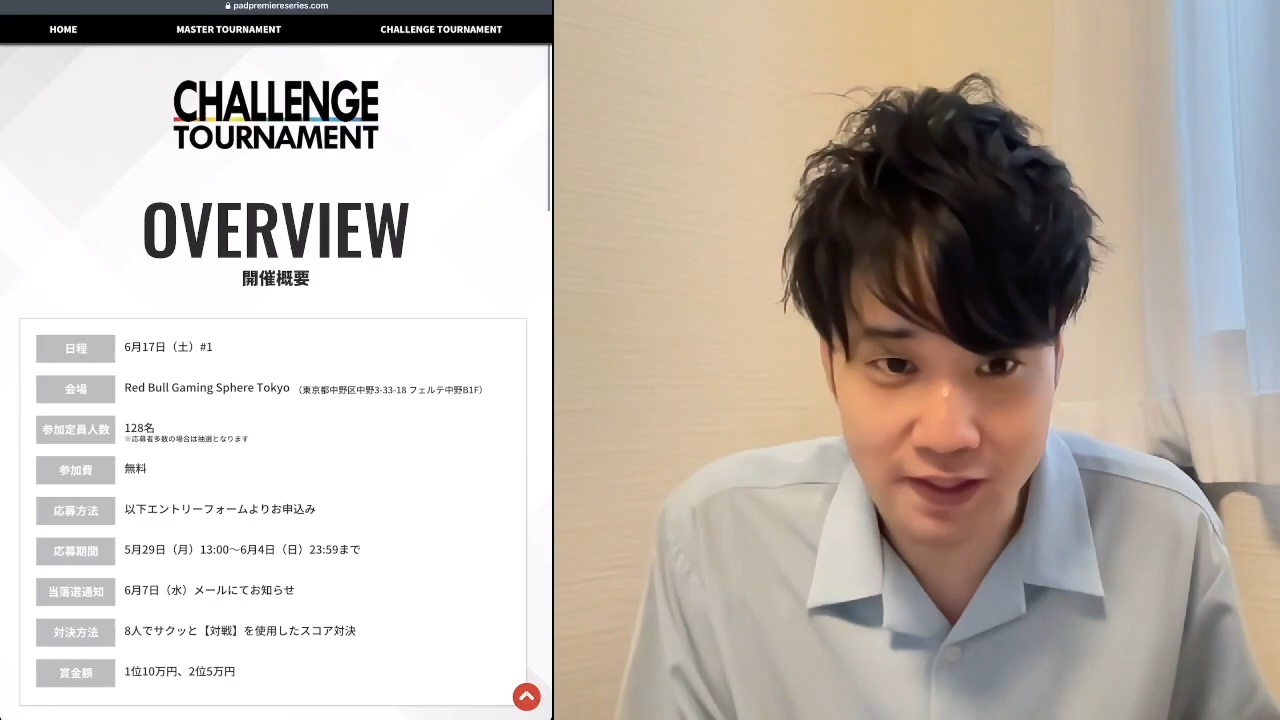 padpremiereseries.com
HOME
MASTER TOURNAMENT
CHALLENGE TOURNAMENT
CHALLENGE
TOURNAMENT
OVERVIEW
開催概要
日程
6月17日（土）#1
会場
Red Bull Gaming Sphere Tokyo （東京都中野区中野3-33-18 フェルテ中野B1F）
参加定員人数
128名
※応募者多数の場合は抽選となります
参加費
無料
応募方法
以下エントリーフォームよりお申込み
応募期間
5月29日（月）13:00〜6月4日（日）23:59まで
当落選通知
6月7日（水）メールにてお知らせ
対決方法
8人でサクッと【対戦】を使用したスコア対決
賞金額
1位10万円、2位5万円